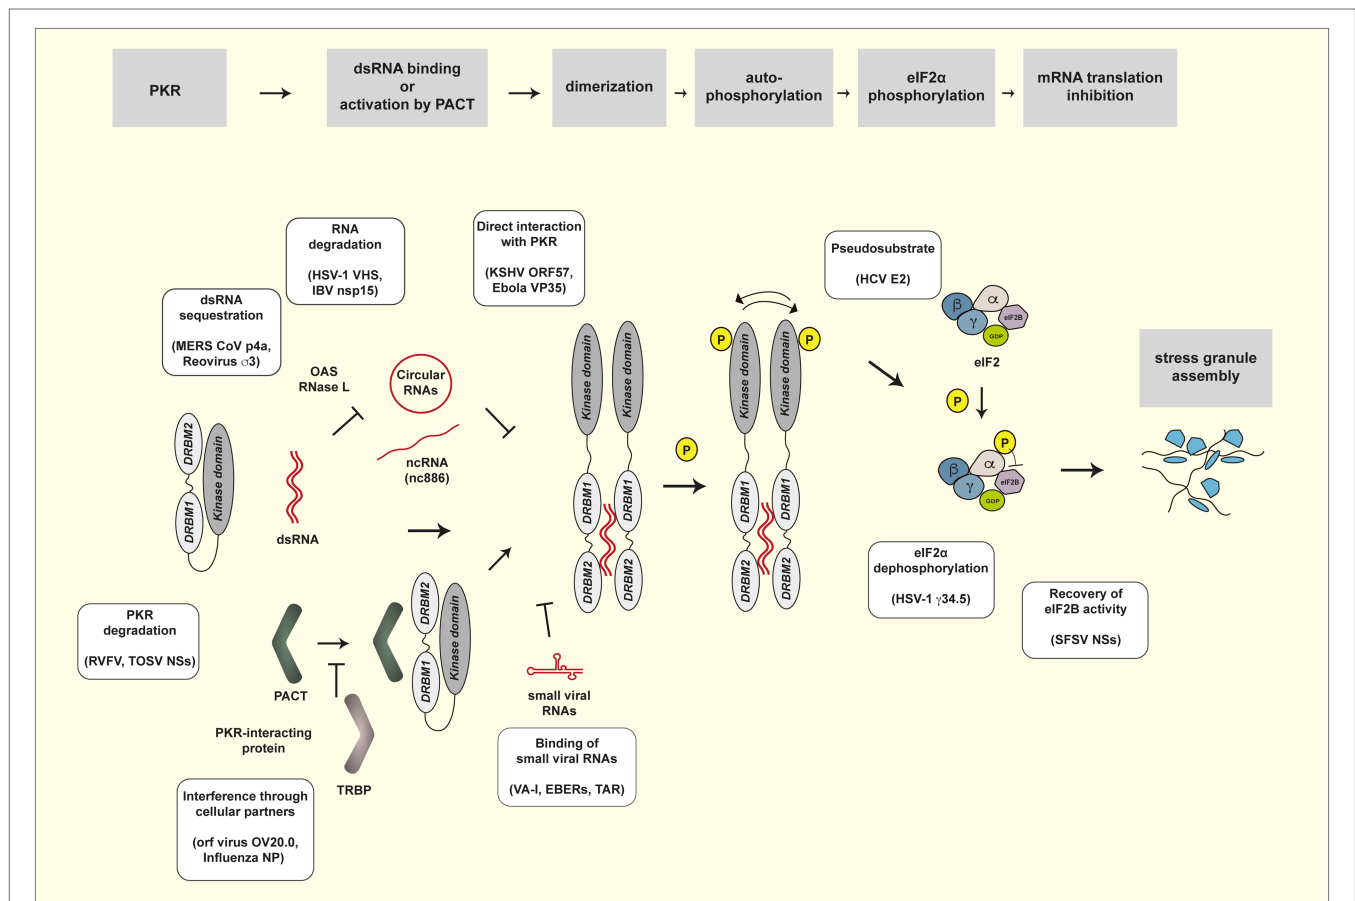 PKR
dsRNA binding
or
activation by PACT
dimerization
auto-
phosphorylation
eIF2α
phosphorylation
mRNA translation
inhibition
RNA
degradation
(HSV-1 VHS,
IBV nsp15)
Direct interaction
with PKR
(KSHV ORF57,
Ebola VP35)
Pseudosubstrate
(HCV E2)
dsRNA
sequestration
(MERS CoV p4a,
Reovirus σ3)
OAS
RNase L
Circular
RNAs
ncRNA
(nc886)
DRBM2
DRBM1
Kinase domain
dsRNA
Kinase domain
Kinase domain
DRBM1
DRBM1
DRBM2
DRBM2
P
P
P
Kinase domain
Kinase domain
DRBM1
DRBM1
DRBM2
DRBM2
β
α
γ
eIF2B
GDP
eIF2
P
P
β
α
γ
eIF2B
GDP
stress granule
assembly
eIF2α
dephosphorylation
(HSV-1 γ34.5)
Recovery of
eIF2B activity
(SFSV NSs)
PKR
degradation
(RVFV, TOSV NSs)
PACT
DRBM2
DRBM1
Kinase domain
PKR-interacting
protein
TRBP
small viral
RNAs
Binding of
small viral RNAs
(VA-I, EBERs, TAR)
Interference through
cellular partners
(orf virus OV20.0,
Influenza NP)